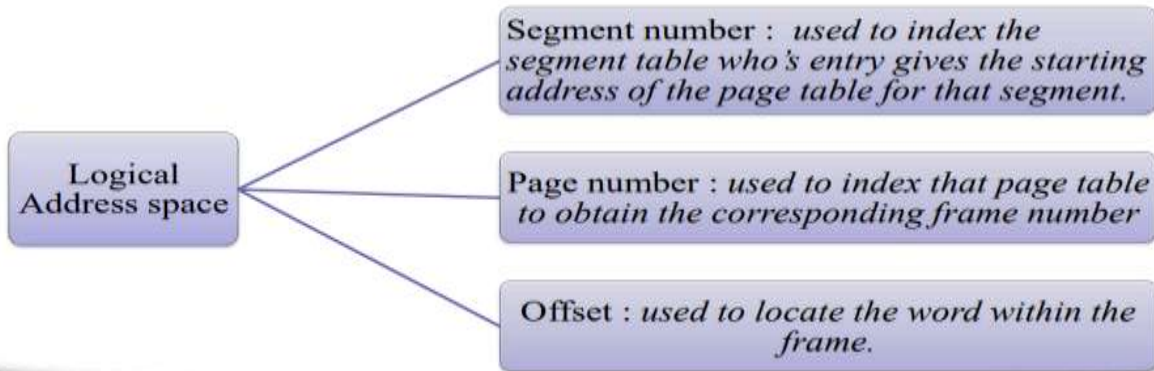 Logical
Address space
Segment number : used to index the
segment table who's entry gives the starting
address of the page table for that segment.
Page number : used to index that page table
to obtain the corresponding frame number
Offset : used to locate the word within the
frame.